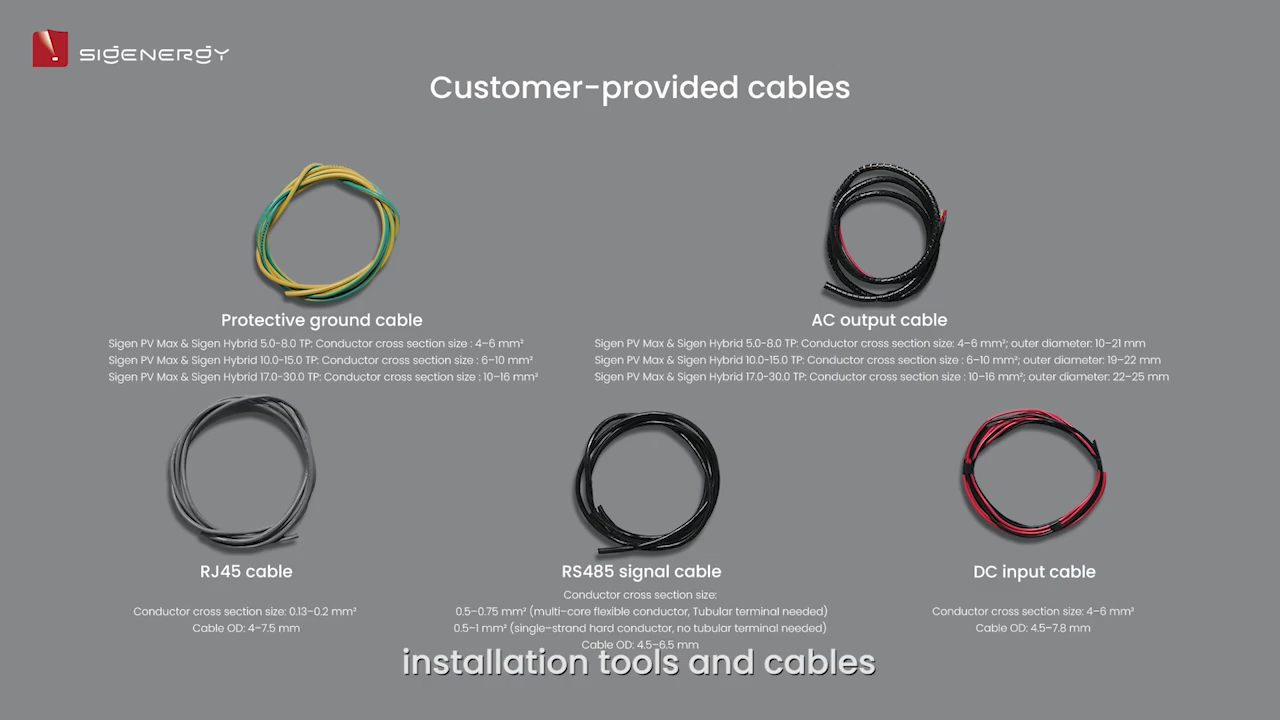 SIGENERGY
Customer-provided cables
Protective ground cable
Sigen PV Max & Sigen Hybrid 5.0-8.0 TP: Conductor cross section size : 4–6 mm²
Sigen PV Max & Sigen Hybrid 10.0-15.0 TP: Conductor cross section size : 6–10 mm²
Sigen PV Max & Sigen Hybrid 17.0-30.0 TP: Conductor cross section size : 10–16 mm²
AC output cable
Sigen PV Max & Sigen Hybrid 5.0-8.0 TP: Conductor cross section size: 4–6 mm²; outer diameter: 10–21 mm
Sigen PV Max & Sigen Hybrid 10.0-15.0 TP: Conductor cross section size : 6–10 mm²; outer diameter: 19–22 mm
Sigen PV Max & Sigen Hybrid 17.0-30.0 TP: Conductor cross section size : 10–16 mm²; outer diameter: 22–25 mm
RJ45 cable
Conductor cross section size: 0.13–0.2 mm²
Cable OD: 4–7.5 mm
RS485 signal cable
Conductor cross section size:
0.5–0.75 mm² (multi–core flexible conductor, Tubular terminal needed)
0.5–1 mm² (single–strand hard conductor, no tubular terminal needed)
Cable OD: 4.5–6.5 mm
DC input cable
Conductor cross section size: 4–6 mm²
Cable OD: 4.5–7.8 mm
installation tools and cables